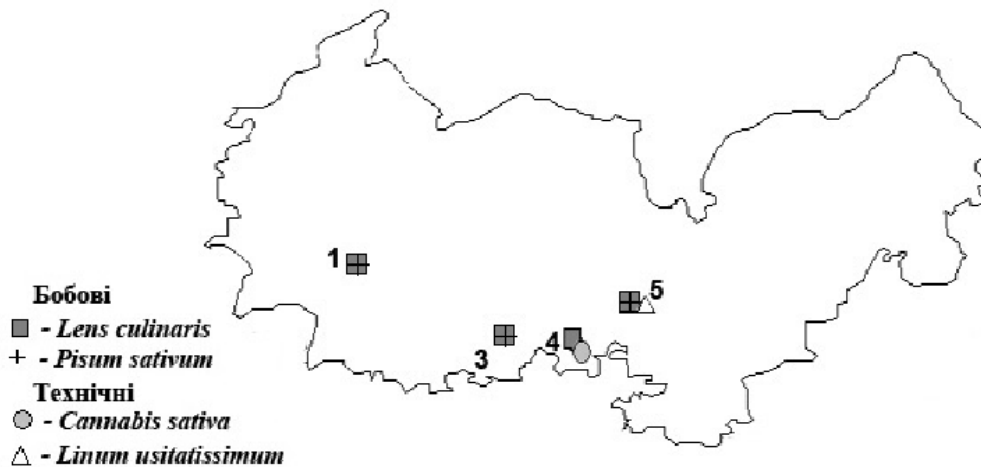 1
5
4
3
Бобові
- Lens culinaris
- Pisum sativum
Технічні
- Cannabis sativa
- Linum usitatissimum